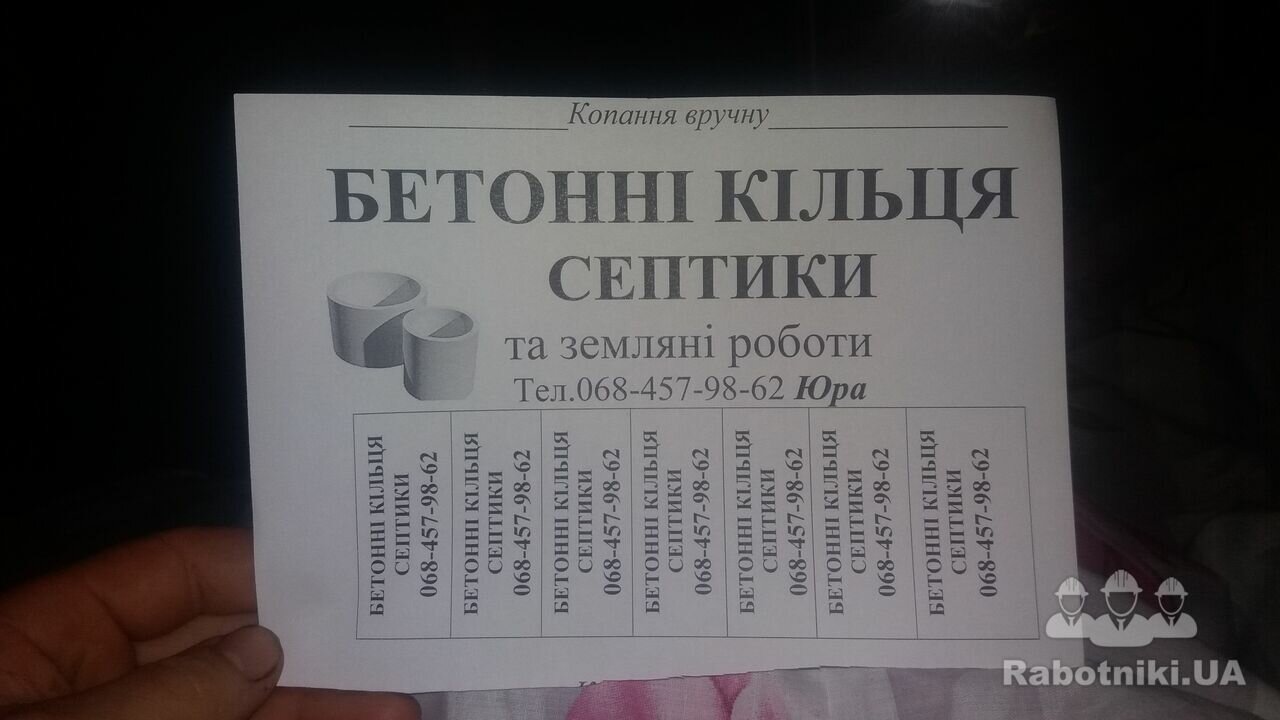 Копання вручну
БЕТОННІ КІЛЬЦЯ
СЕПТИКИ
та земляні роботи
Тел.068-457-98-62 Юра
БЕТОННІ КІЛЬЦЯ
СЕПТИКИ
068-457-98-62
БЕТОННІ КІЛЬЦЯ
СЕПТИКИ
068-457-98-62
БЕТОННІ КІЛЬЦЯ
СЕПТИКИ
068-457-98-62
БЕТОННІ КІЛЬЦЯ
СЕПТИКИ
068-457-98-62
БЕТОННІ КІЛЬЦЯ
СЕПТИКИ
068-457-98-62
БЕТОННІ КІЛЬЦЯ
СЕПТИКИ
068-457-98-62
БЕТОННІ КІЛЬЦЯ
СЕПТИКИ
068-457-98-62
Rabotniki.UA